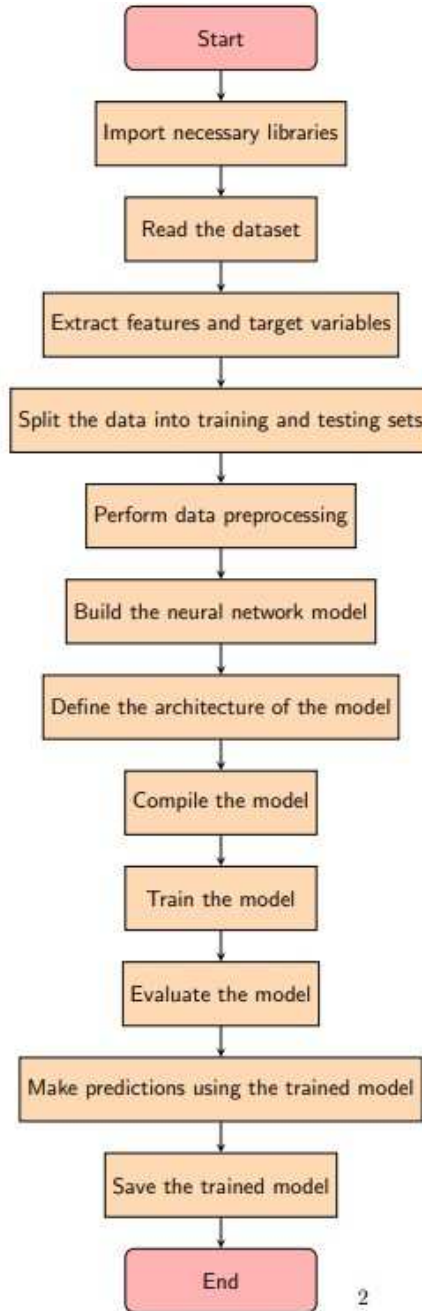 Start
Import necessary libraries
Read the dataset
Extract features and target variables
Split the data into training and testing sets
Perform data preprocessing
Build the neural network model
Define the architecture of the model
Compile the model
Train the model
Evaluate the model
Make predictions using the trained model
Save the trained model
End
2